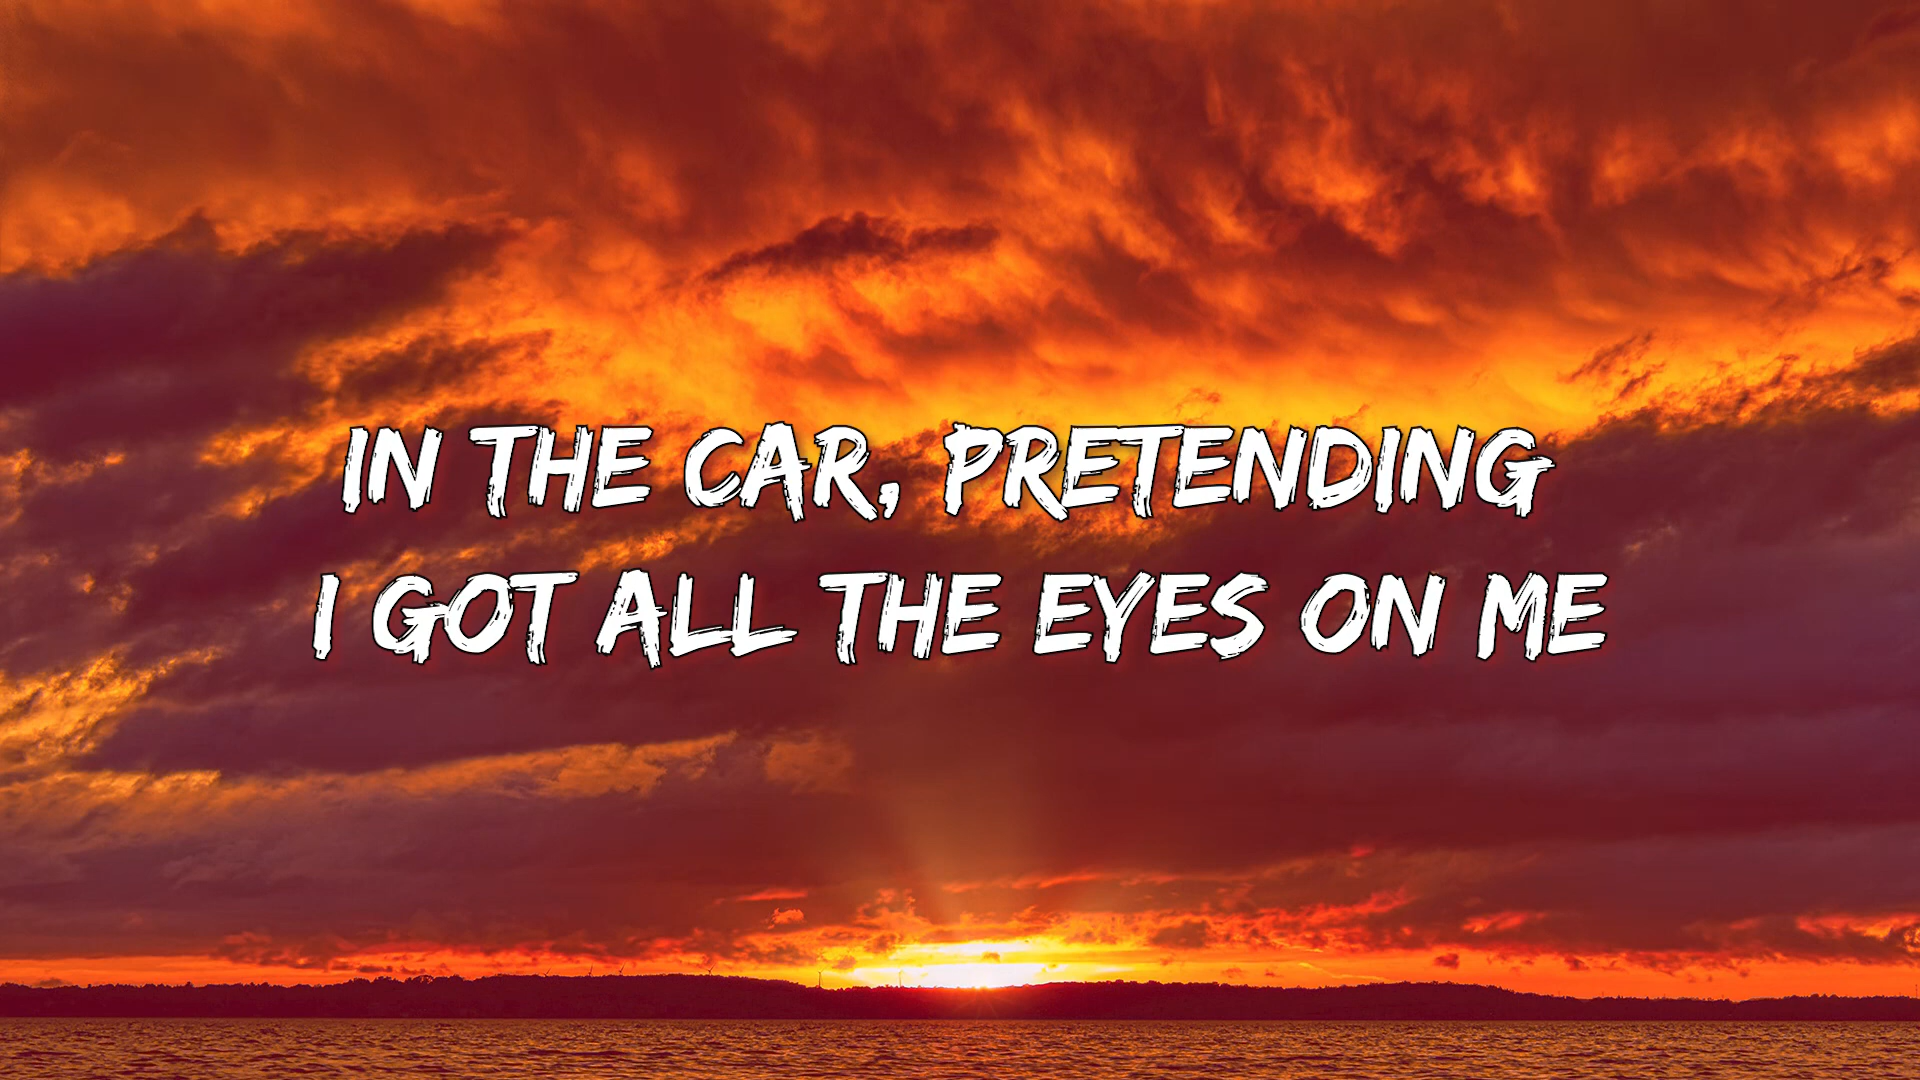 IN THE CAR, PRETENDING
I GOT ALL THE EYES ON ME